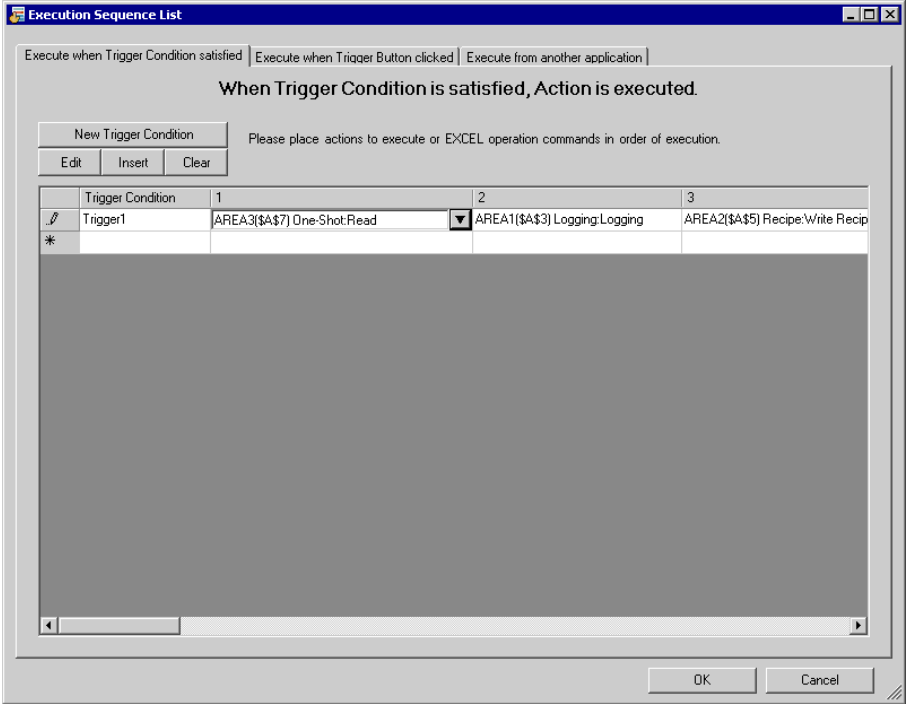 Execution Sequence List
Execute when Trigger Condition satisfied Execute when Trigger Button clicked Execute from another application
When Trigger Condition is satisfied, Action is executed.
New Trigger Condition
Please place actions to execute or EXCEL operation commands in order of execution.
Edit Insert Clear
Trigger Condition 1 2 3
Trigger1 AREA3($A$7) One-Shot:Read AREA1($A$3) Logging:Logging AREA2($A$5) Recipe:Write Recip
OK Cancel